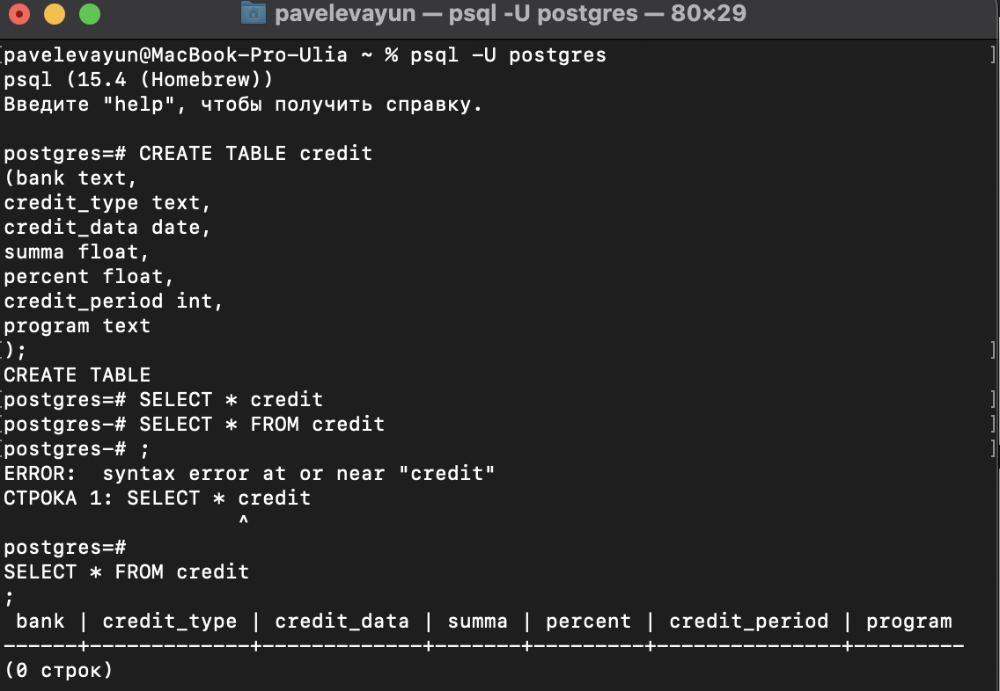 pavelevayun — psql -U postgres — 80×29
pavelevayun@MacBook-Pro-Ulia ~ % psql -U postgres
psql (15.4 (Homebrew))
Введите "help", чтобы получить справку.
postgres=# CREATE TABLE credit
(bank text,
credit_type text,
credit_data date,
summa float,
percent float,
credit_period int,
program text
);
CREATE TABLE
postgres=# SELECT * credit
postgres-# SELECT * FROM credit
postgres-# ;
ERROR:  syntax error at or near "credit"
СТРОКА 1: SELECT * credit
                   ^
postgres=#
SELECT * FROM credit
;
 bank | credit_type | credit_data | summa | percent | credit_period | program
------+-------------+-------------+-------+---------+---------------+---------
(0 строк)